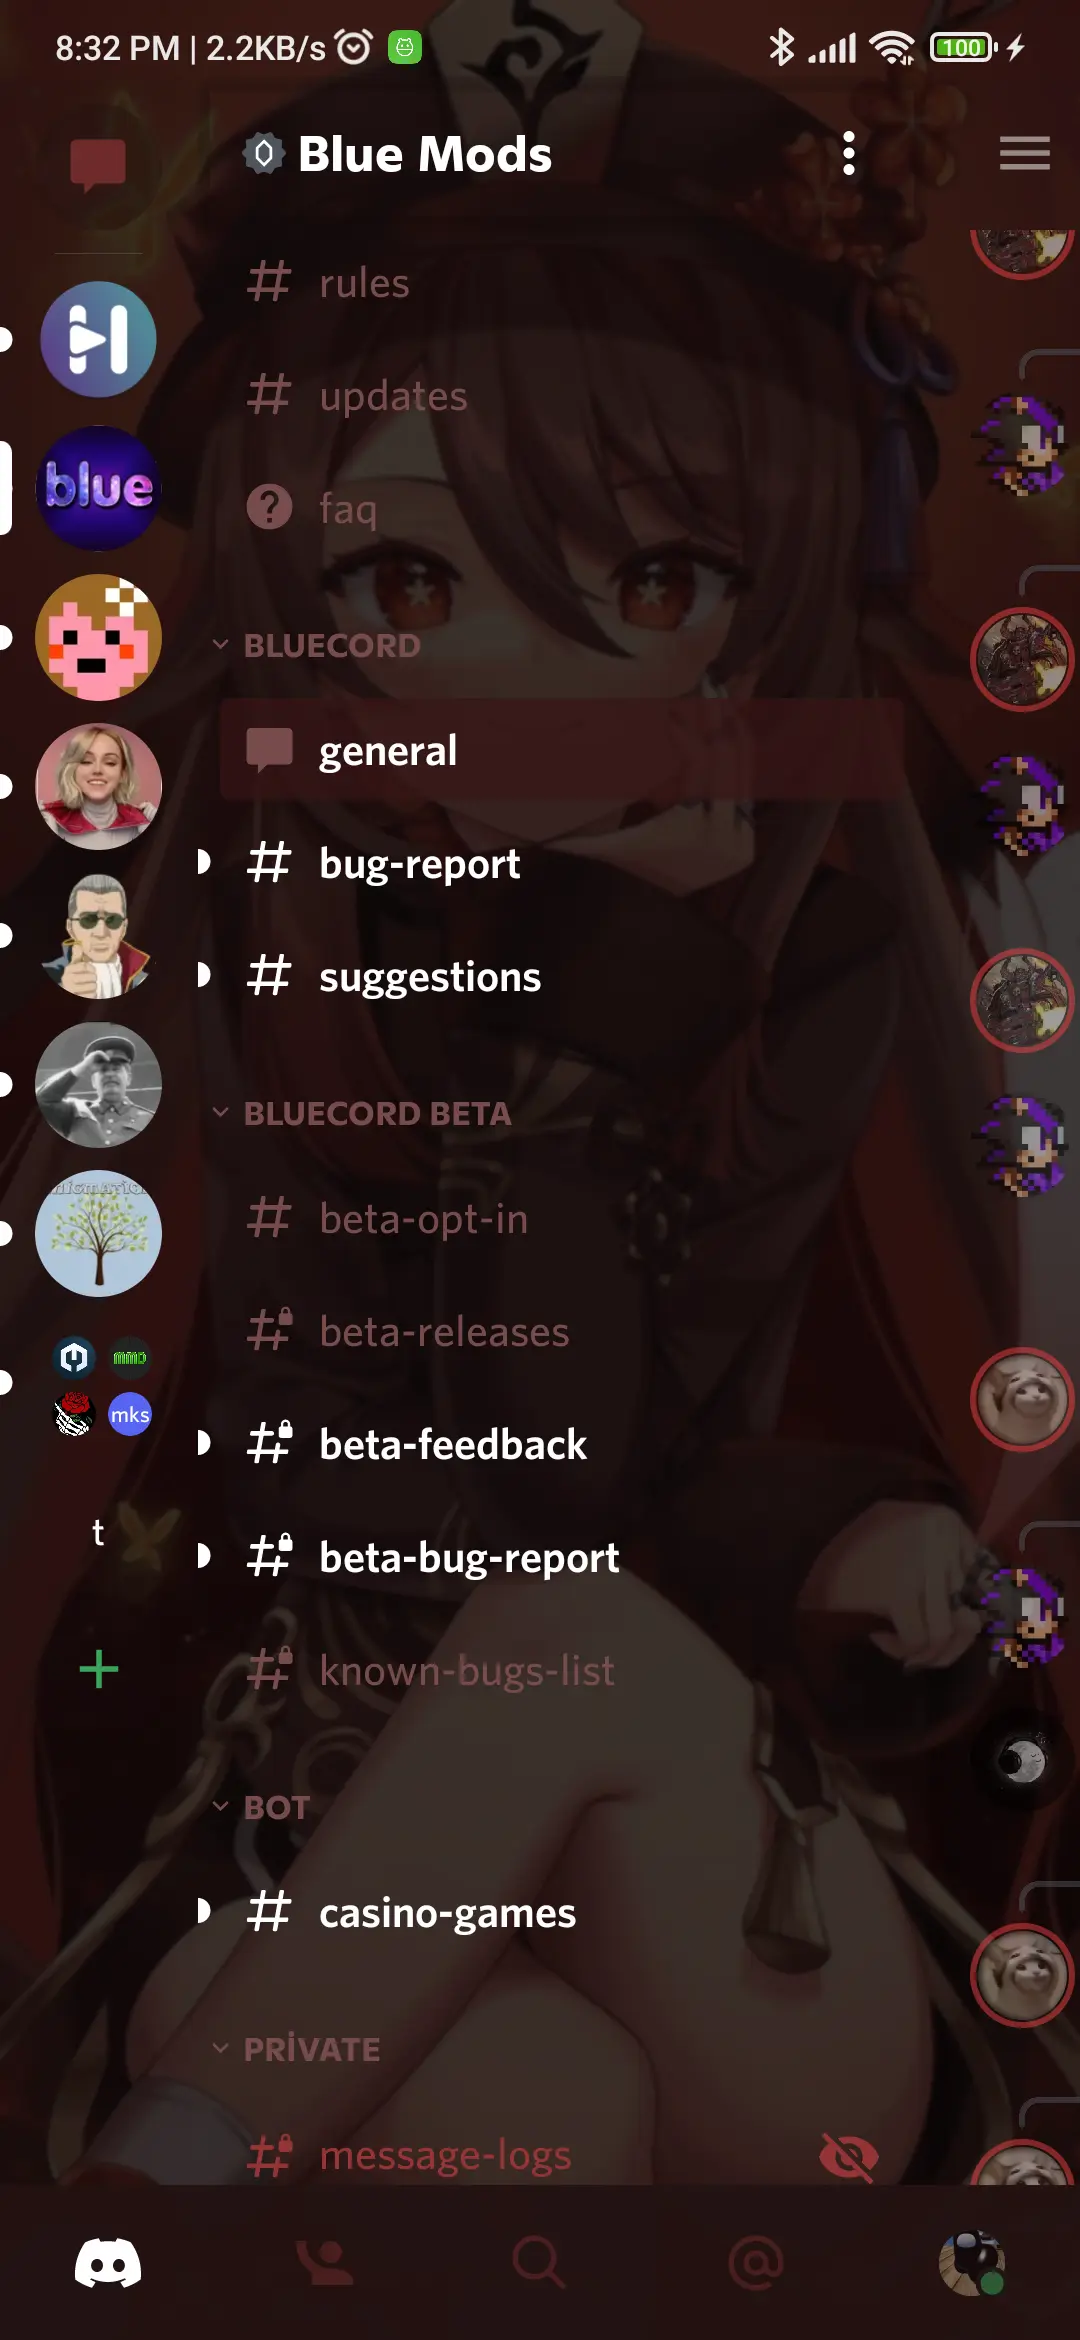 8:32 PM | 2.2KB/s
100
Blue Mods
rules
updates
faq
BLUECORD
general
bug-report
suggestions
BLUECORD BETA
beta-opt-in
beta-releases
beta-feedback
beta-bug-report
known-bugs-list
BOT
casino-games
PRİVATE
message-logs
blue
mmd
mks
t